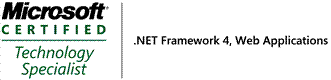 Microsoft®
CERTIFIED
Technology
Specialist
.NET Framework 4, Web Applications